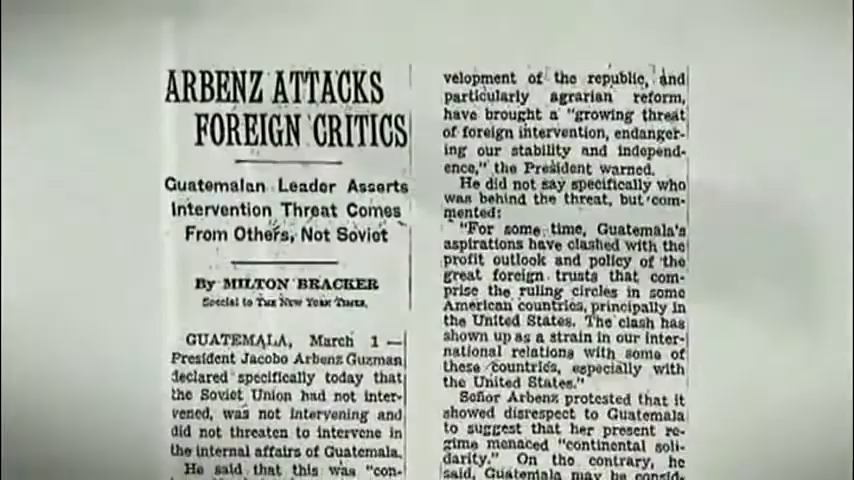 ARBENZ ATTACKS
FOREIGN CRITICS
Guatemalan Leader Asserts
Intervention Threat Comes
From Others, Not Soviet
By MILTON BRACKER
Special to THE NEW YORK TIMES.
GUATEMALA, March 1 —
President Jacobo Arbenz Guzman
declared specifically today that
the Soviet Union had not inter-
vened, was not intervening and
did not threaten to intervene in
the internal affairs of Guatemala.
He said that this was "con-
velopment of the republic, and
particularly agrarian reform,
have brought a "growing threat
of foreign intervention, endanger-
ing our stability and independ-
ence," the President warned.
He did not say specifically who
was behind the threat, but com-
mented:
"For some time, Guatemala's
aspirations have clashed with the
profit outlook and policy of the
great foreign trusts that com-
prise the ruling circles in some
American countries, principally in
the United States. The clash has
shown up as a strain in our inter-
national relations with some of
these countries, especially with
the United States."
Señor Arbenz protested that it
showed disrespect to Guatemala
to suggest that her present re-
gime menaced "continental soli-
darity." On the contrary, he
said, Guatemala may be consid-